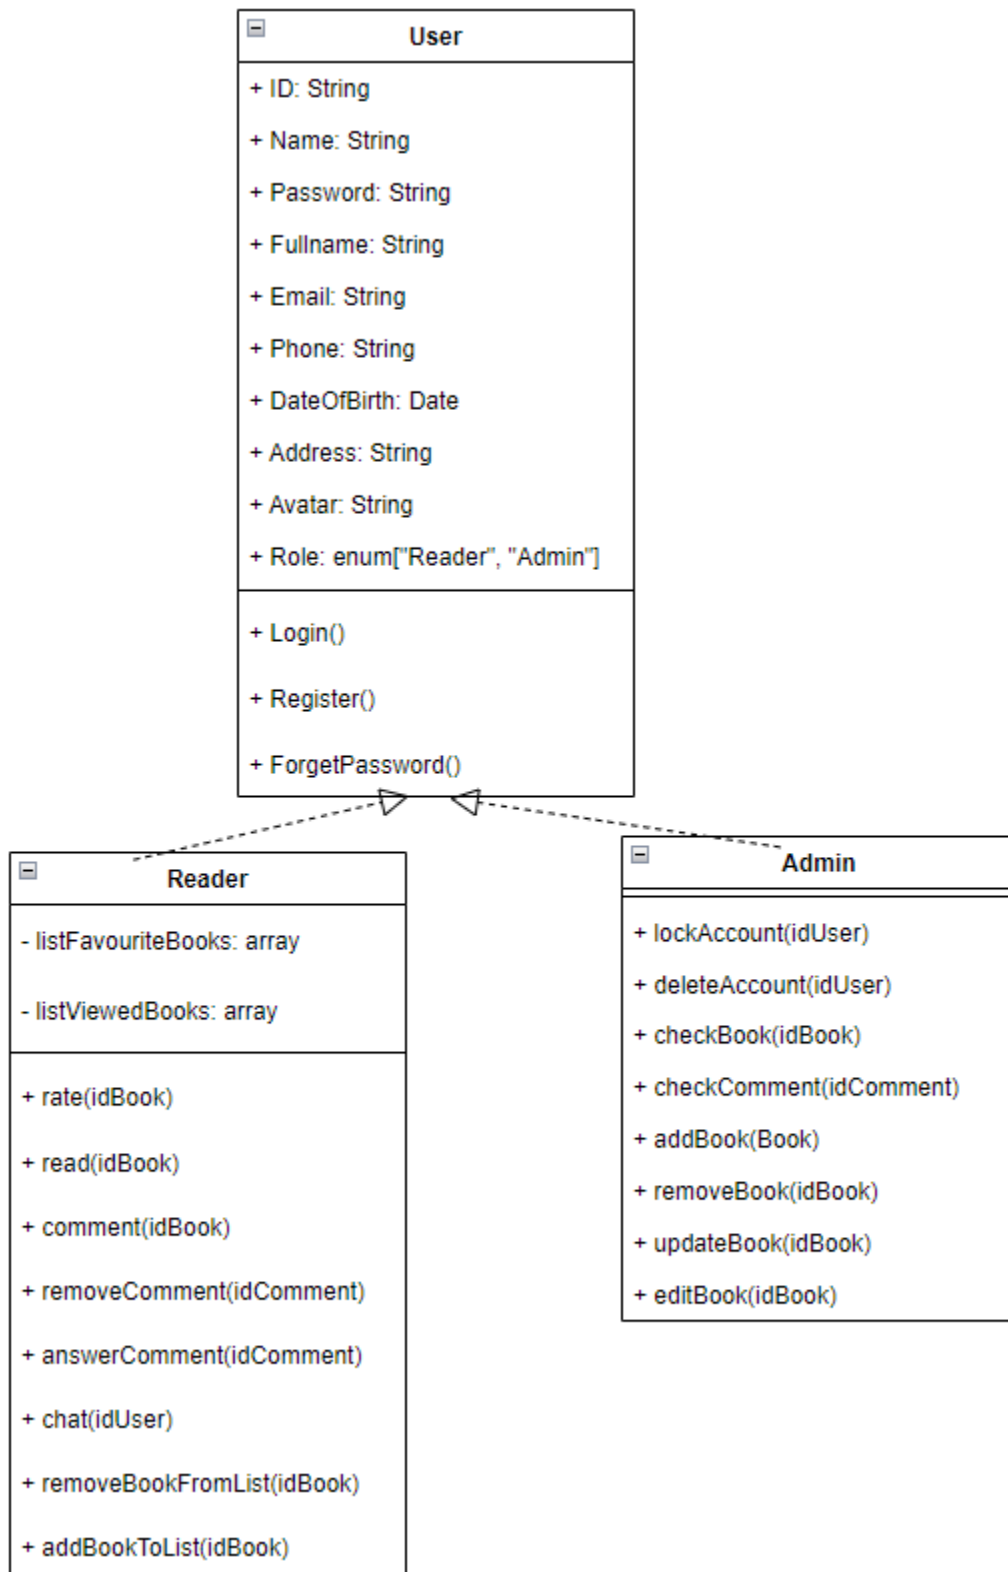 User
+ ID: String
+ Name: String
+ Password: String
+ Fullname: String
+ Email: String
+ Phone: String
+ DateOfBirth: Date
+ Address: String
+ Avatar: String
+ Role: enum["Reader", "Admin"]
+ Login()
+ Register()
+ ForgetPassword()
Reader
- listFavouriteBooks: array
- listViewedBooks: array
+ rate(idBook)
+ read(idBook)
+ comment(idBook)
+ removeComment(idComment)
+ answerComment(idComment)
+ chat(idUser)
+ removeBookFromList(idBook)
+ addBookToList(idBook)
Admin
+ lockAccount(idUser)
+ deleteAccount(idUser)
+ checkBook(idBook)
+ checkComment(idComment)
+ addBook(Book)
+ removeBook(idBook)
+ updateBook(idBook)
+ editBook(idBook)